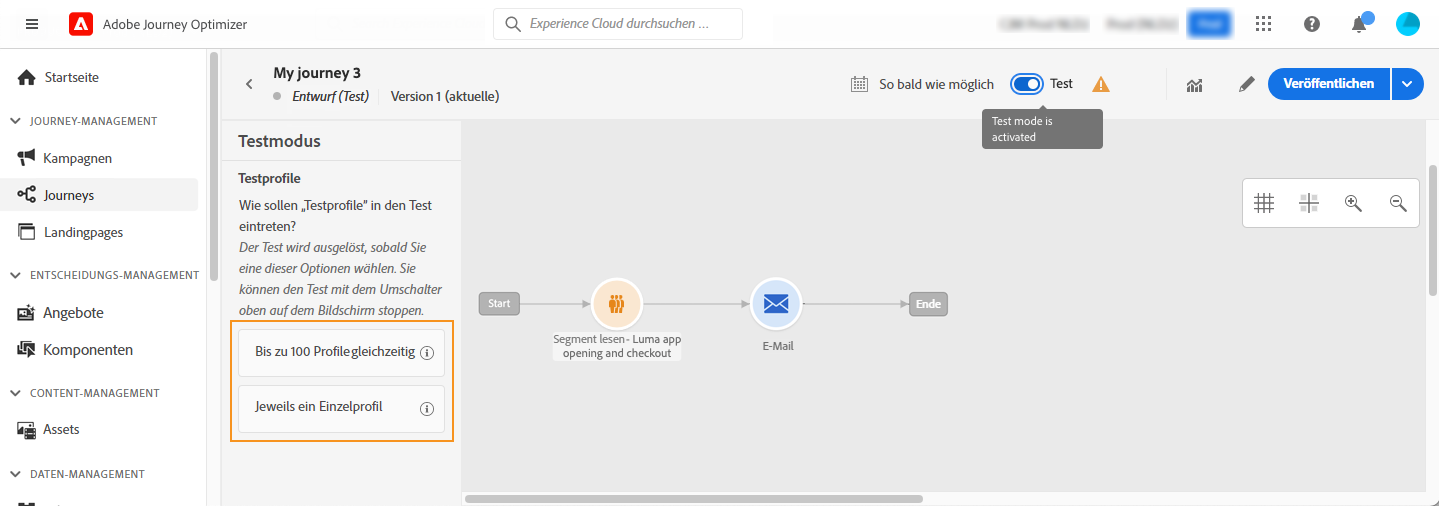 Adobe Journey Optimizer
Experience Cloud durchsuchen ...
Startseite
JOURNEY-MANAGEMENT
Kampagnen
Journeys
Landingpages
ENTSCHEIDUNGS-MANAGEMENT
Angebote
Komponenten
CONTENT-MANAGEMENT
Assets
DATEN-MANAGEMENT
My journey 3
Entwurf (Test)
Version 1 (aktuelle)
So bald wie möglich
Test
Veröffentlichen
Test mode is
activated
Testmodus
Testprofile
Wie sollen „Testprofile” in den Test
eintreten?
Der Test wird ausgelöst, sobald Sie
eine dieser Optionen wählen. Sie
können den Test mit dem Umschalter
oben auf dem Bildschirm stoppen.
Bis zu 100 Profile gleichzeitig
Jeweils ein Einzelprofil
Start
Segment lesen - Luma app
opening and checkout
E-Mail
Ende